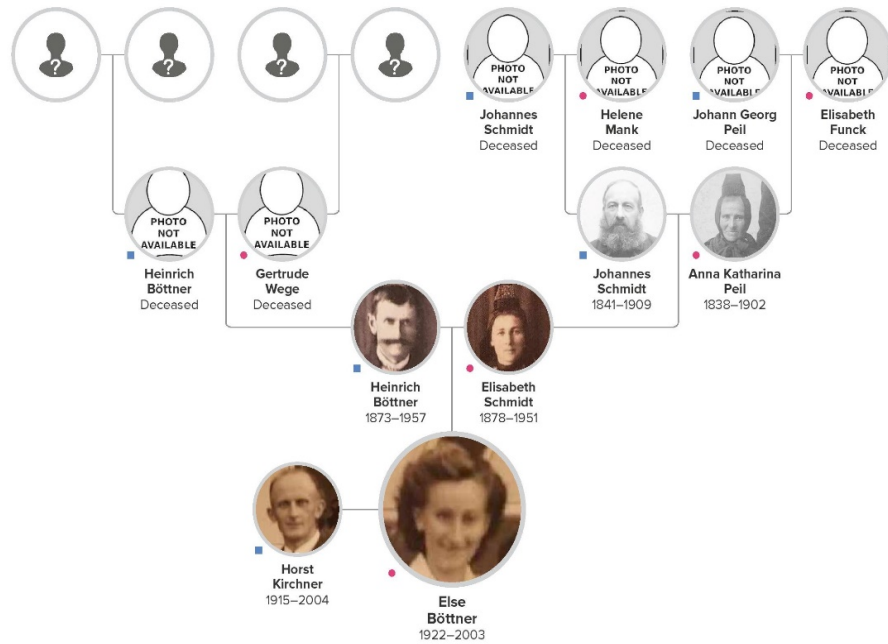 ?
?
?
?
PHOTO
NOT
AVAILABLE
Johannes
Schmidt
Deceased
PHOTO
NOT
AVAILABLE
Helene
Mank
Deceased
PHOTO
NOT
AVAILABLE
Johann Georg
Peil
Deceased
PHOTO
NOT
AVAILABLE
Elisabeth
Funck
Deceased
PHOTO
NOT
AVAILABLE
Heinrich
Böttner
Deceased
PHOTO
NOT
AVAILABLE
Gertrude
Wege
Deceased
Johannes
Schmidt
1841–1909
Anna Katharina
Peil
1838–1902
Heinrich
Böttner
1873–1957
Elisabeth
Schmidt
1878–1951
Horst
Kirchner
1915–2004
Else
Böttner
1922–2003